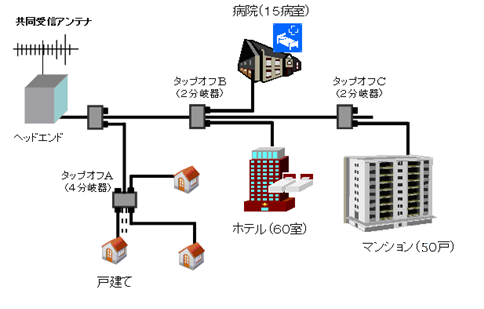 病院（15病室）
共同受信アンテナ
タップオフB
（2分岐器）
タップオフC
（2分岐器）
ヘッドエンド
タップオフA
（4分岐器）
ホテル（60室）
マンション（50戸）
戸建て